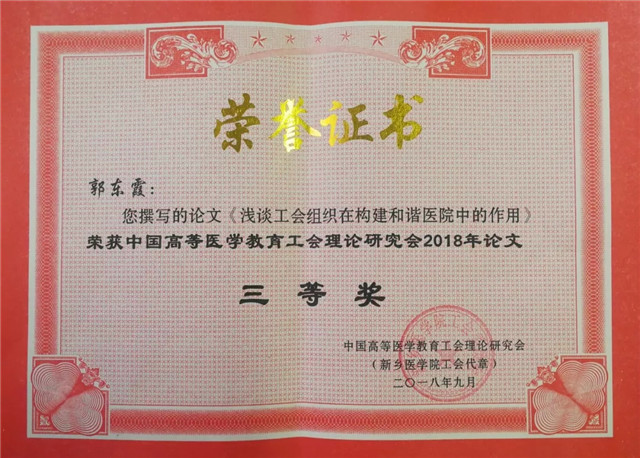 荣誉证书
郭东霞：
您撰写的论文《浅谈工会组织在构建和谐医院中的作用》
荣获中国高等医学教育工会理论研究会2018年论文
三等奖
中国高等医学教育工会理论研究会
（新乡医学院工会代章）
二〇一八年九月